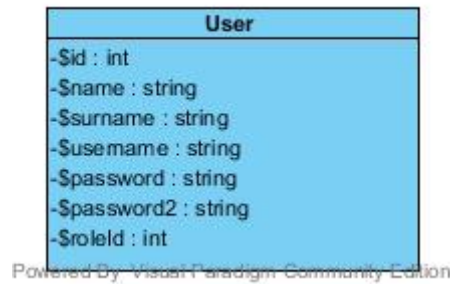 User
-$id : int
-$name : string
-$surname : string
-$username : string
-$password : string
-$password2 : string
-$roleId : int
Powered By Visual Paradigm Community Edition